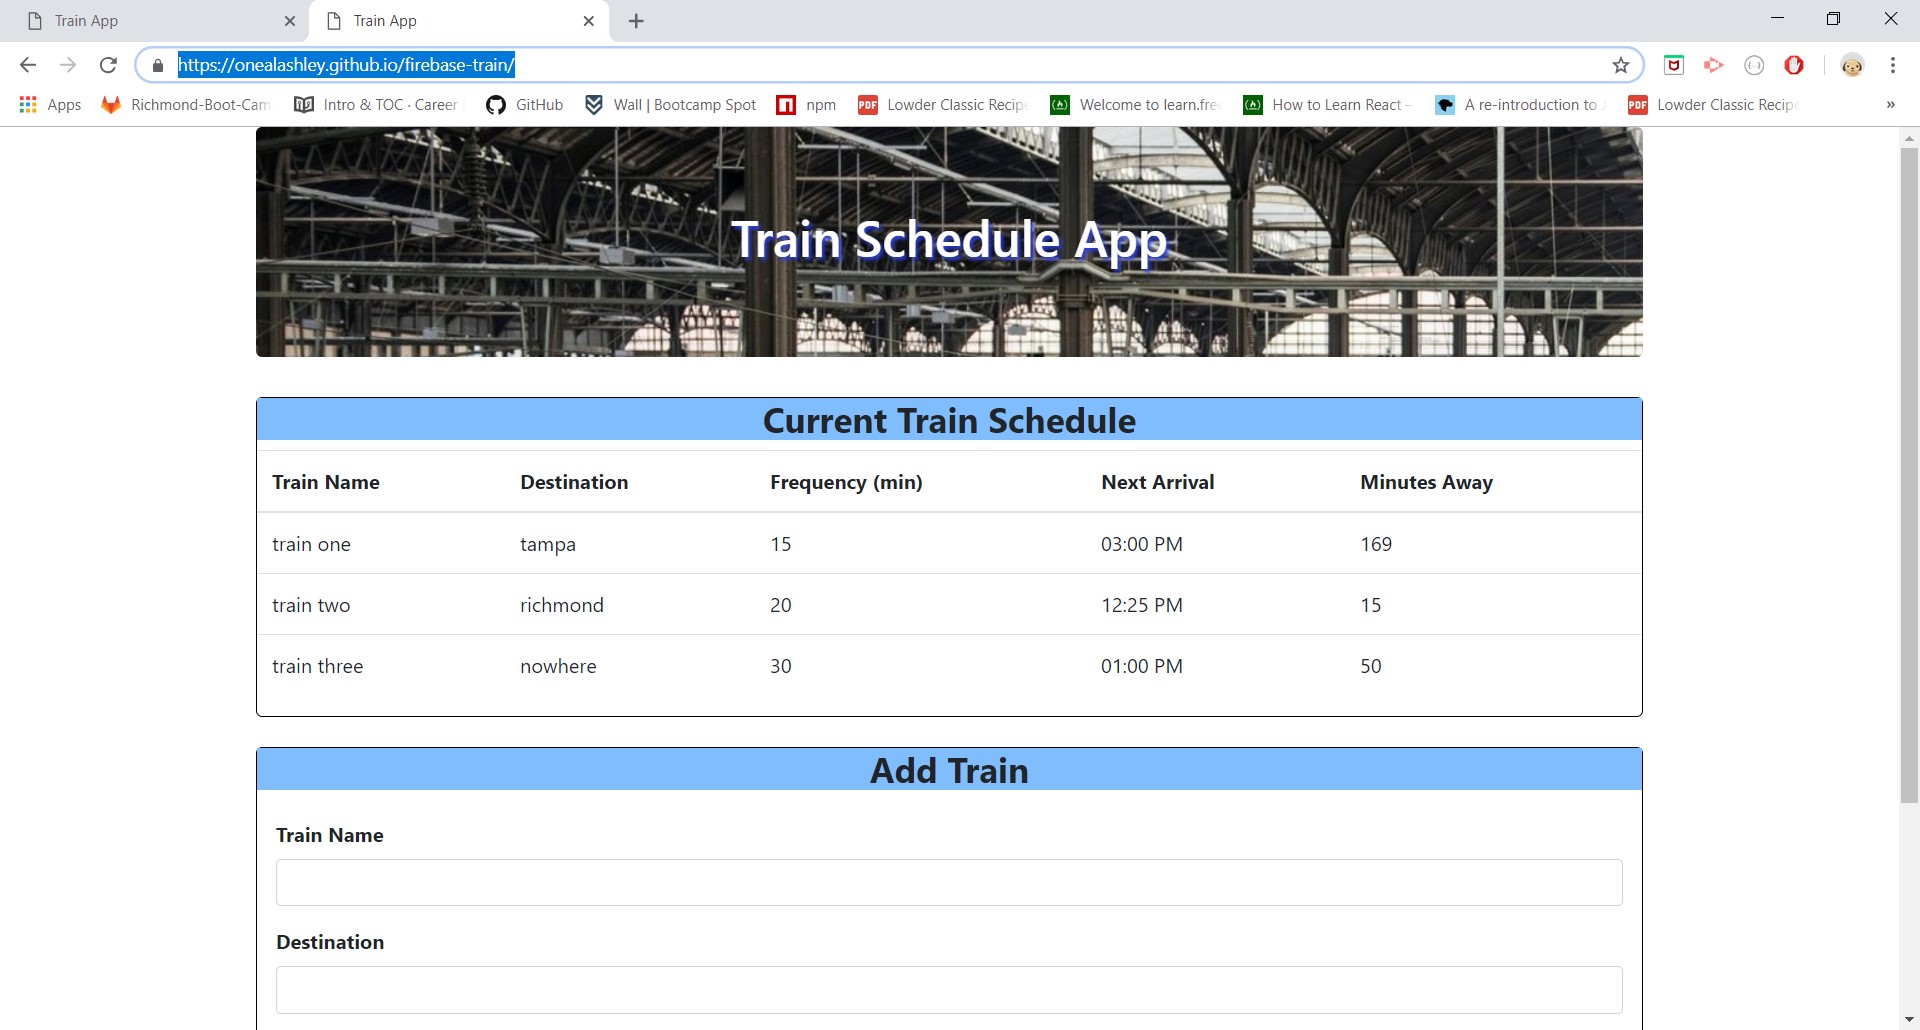 Train App
Train App
https://onealashley.github.io/firebase-train/
Apps Richmond-Boot-Cam Intro & TOC · Career GitHub Wall | Bootcamp Spot npm Lowder Classic Recipe Welcome to learn.fre How to Learn React – A re-introduction to Lowder Classic Recipe »
Train Schedule App
Current Train Schedule
Train Name Destination Frequency (min) Next Arrival Minutes Away
train one tampa 15 03:00 PM 169
train two richmond 20 12:25 PM 15
train three nowhere 30 01:00 PM 50
Add Train
Train Name
Destination